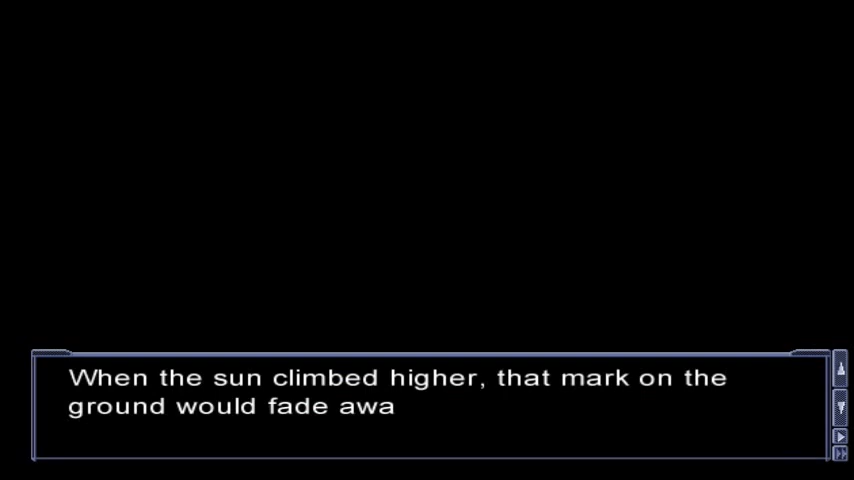 When the sun climbed higher, that mark on the
ground would fade awa